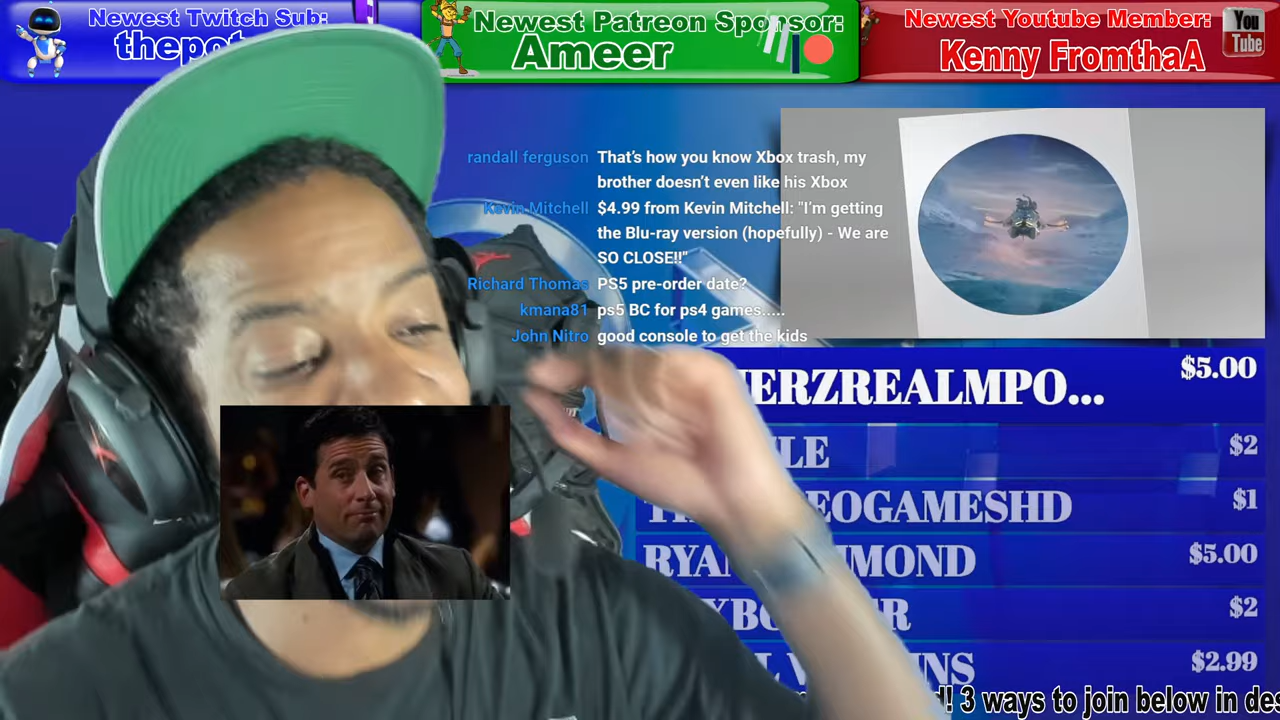 Newest Twitch Sub:
Newest Patreon Sponsor:
Ameer
Newest Youtube Member:
Kenny FromthaA
You
Tube
randall ferguson That's how you know Xbox trash, my
brother doesn't even like his Xbox
Kevin Mitchell $4.99 from Kevin Mitchell: "I'm getting
the Blu-ray version (hopefully) - We are
SO CLOSE!!"
Richard Thomas PS5 pre-order date?
kmana81 ps5 BC for ps4 games.....
John Nitro good console to get the kids
$5.00
$2
$1
$5.00
$2
$2.99
3 ways to join below in